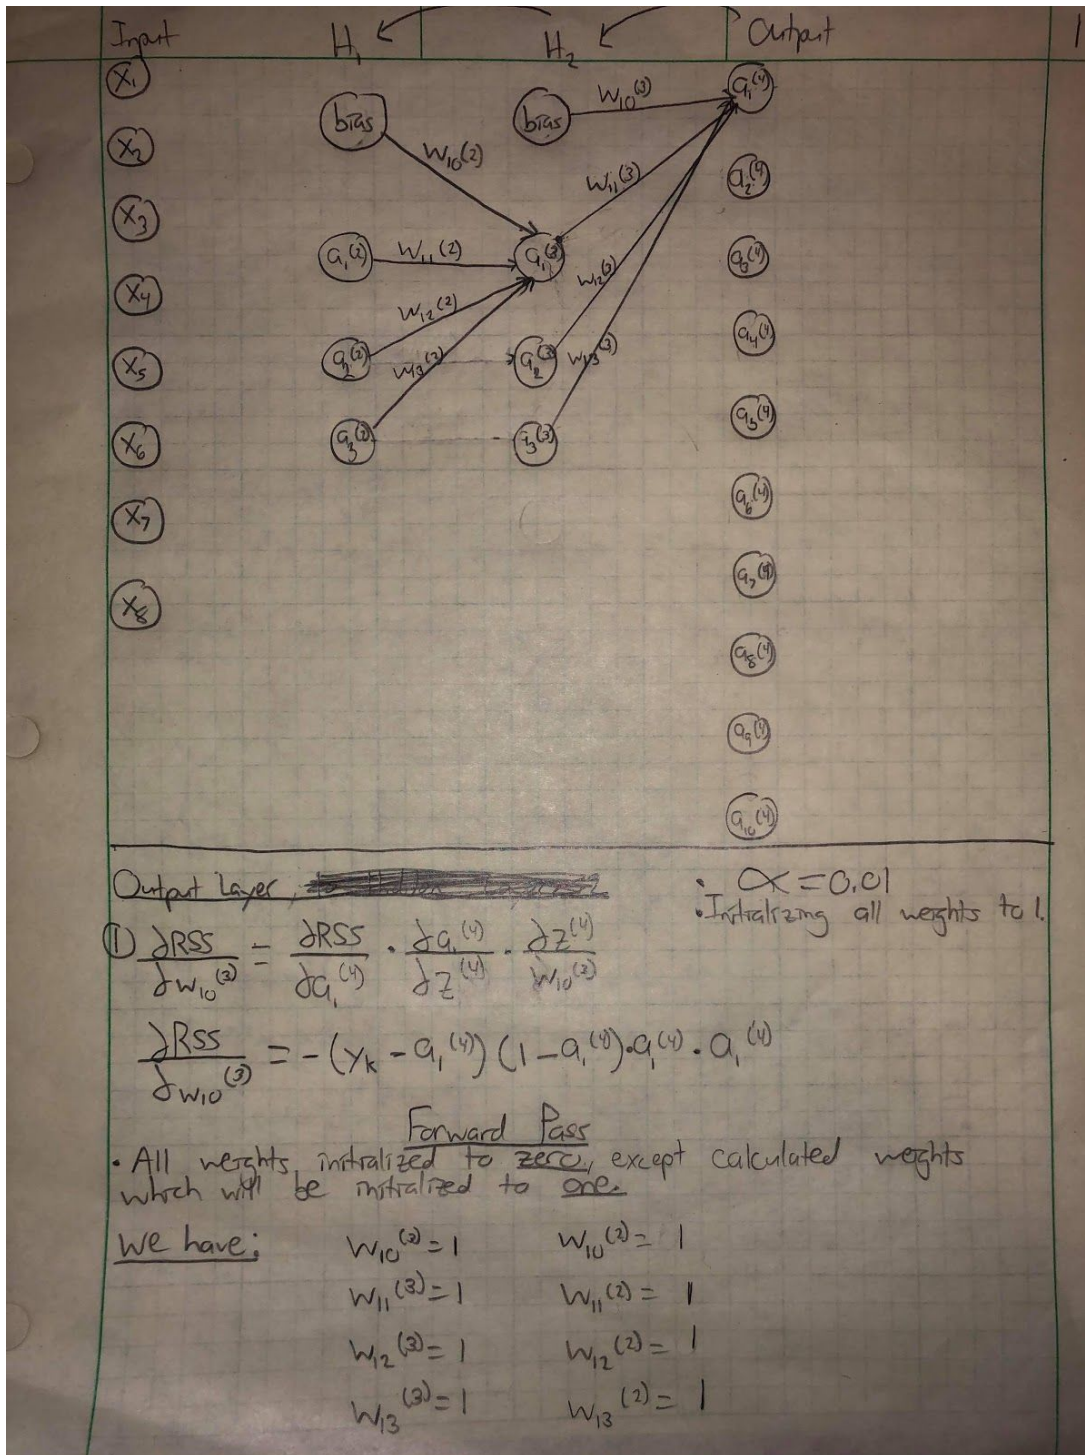 Input H₁ H₂ Output 1
X₁ bias W₁₀(2) bias W₁₀(3) a₁(4)
X₂ W₁₁(3) a₂(4)
X₃ a₁(2) W₁₁(2) a₁(3) a₃(4)
X₄ W₁₂(2) W₁₂(3) a₄(4)
X₅ a₂(2) W₁₃(2) a₂(3) W₁₃(3)
X₆ a₃(2) a₃(3) a₅(4)
X₇ a₆(4)
X₈ a₇(4)
a₈(4)
a₉(4)
a₁₀(4)
Output Layer,
· α = 0.01
· Initializing all weights to 1.
① ∂RSS/∂W₁₀(3) = ∂RSS/∂a₁(4) · ∂a₁(4)/∂z(4) · ∂z(4)/∂W₁₀(3)
∂RSS/∂W₁₀(3) = -(yₖ - a₁(4)) (1 - a₁(4)) · a₁(4) · a₁(4)
Forward Pass
· All weights initialized to zero, except calculated weights
which will be initialized to one.
We have: W₁₀(3) = 1 W₁₀(2) = 1
W₁₁(3) = 1 W₁₁(2) = 1
W₁₂(3) = 1 W₁₂(2) = 1
W₁₃(3) = 1 W₁₃(2) = 1